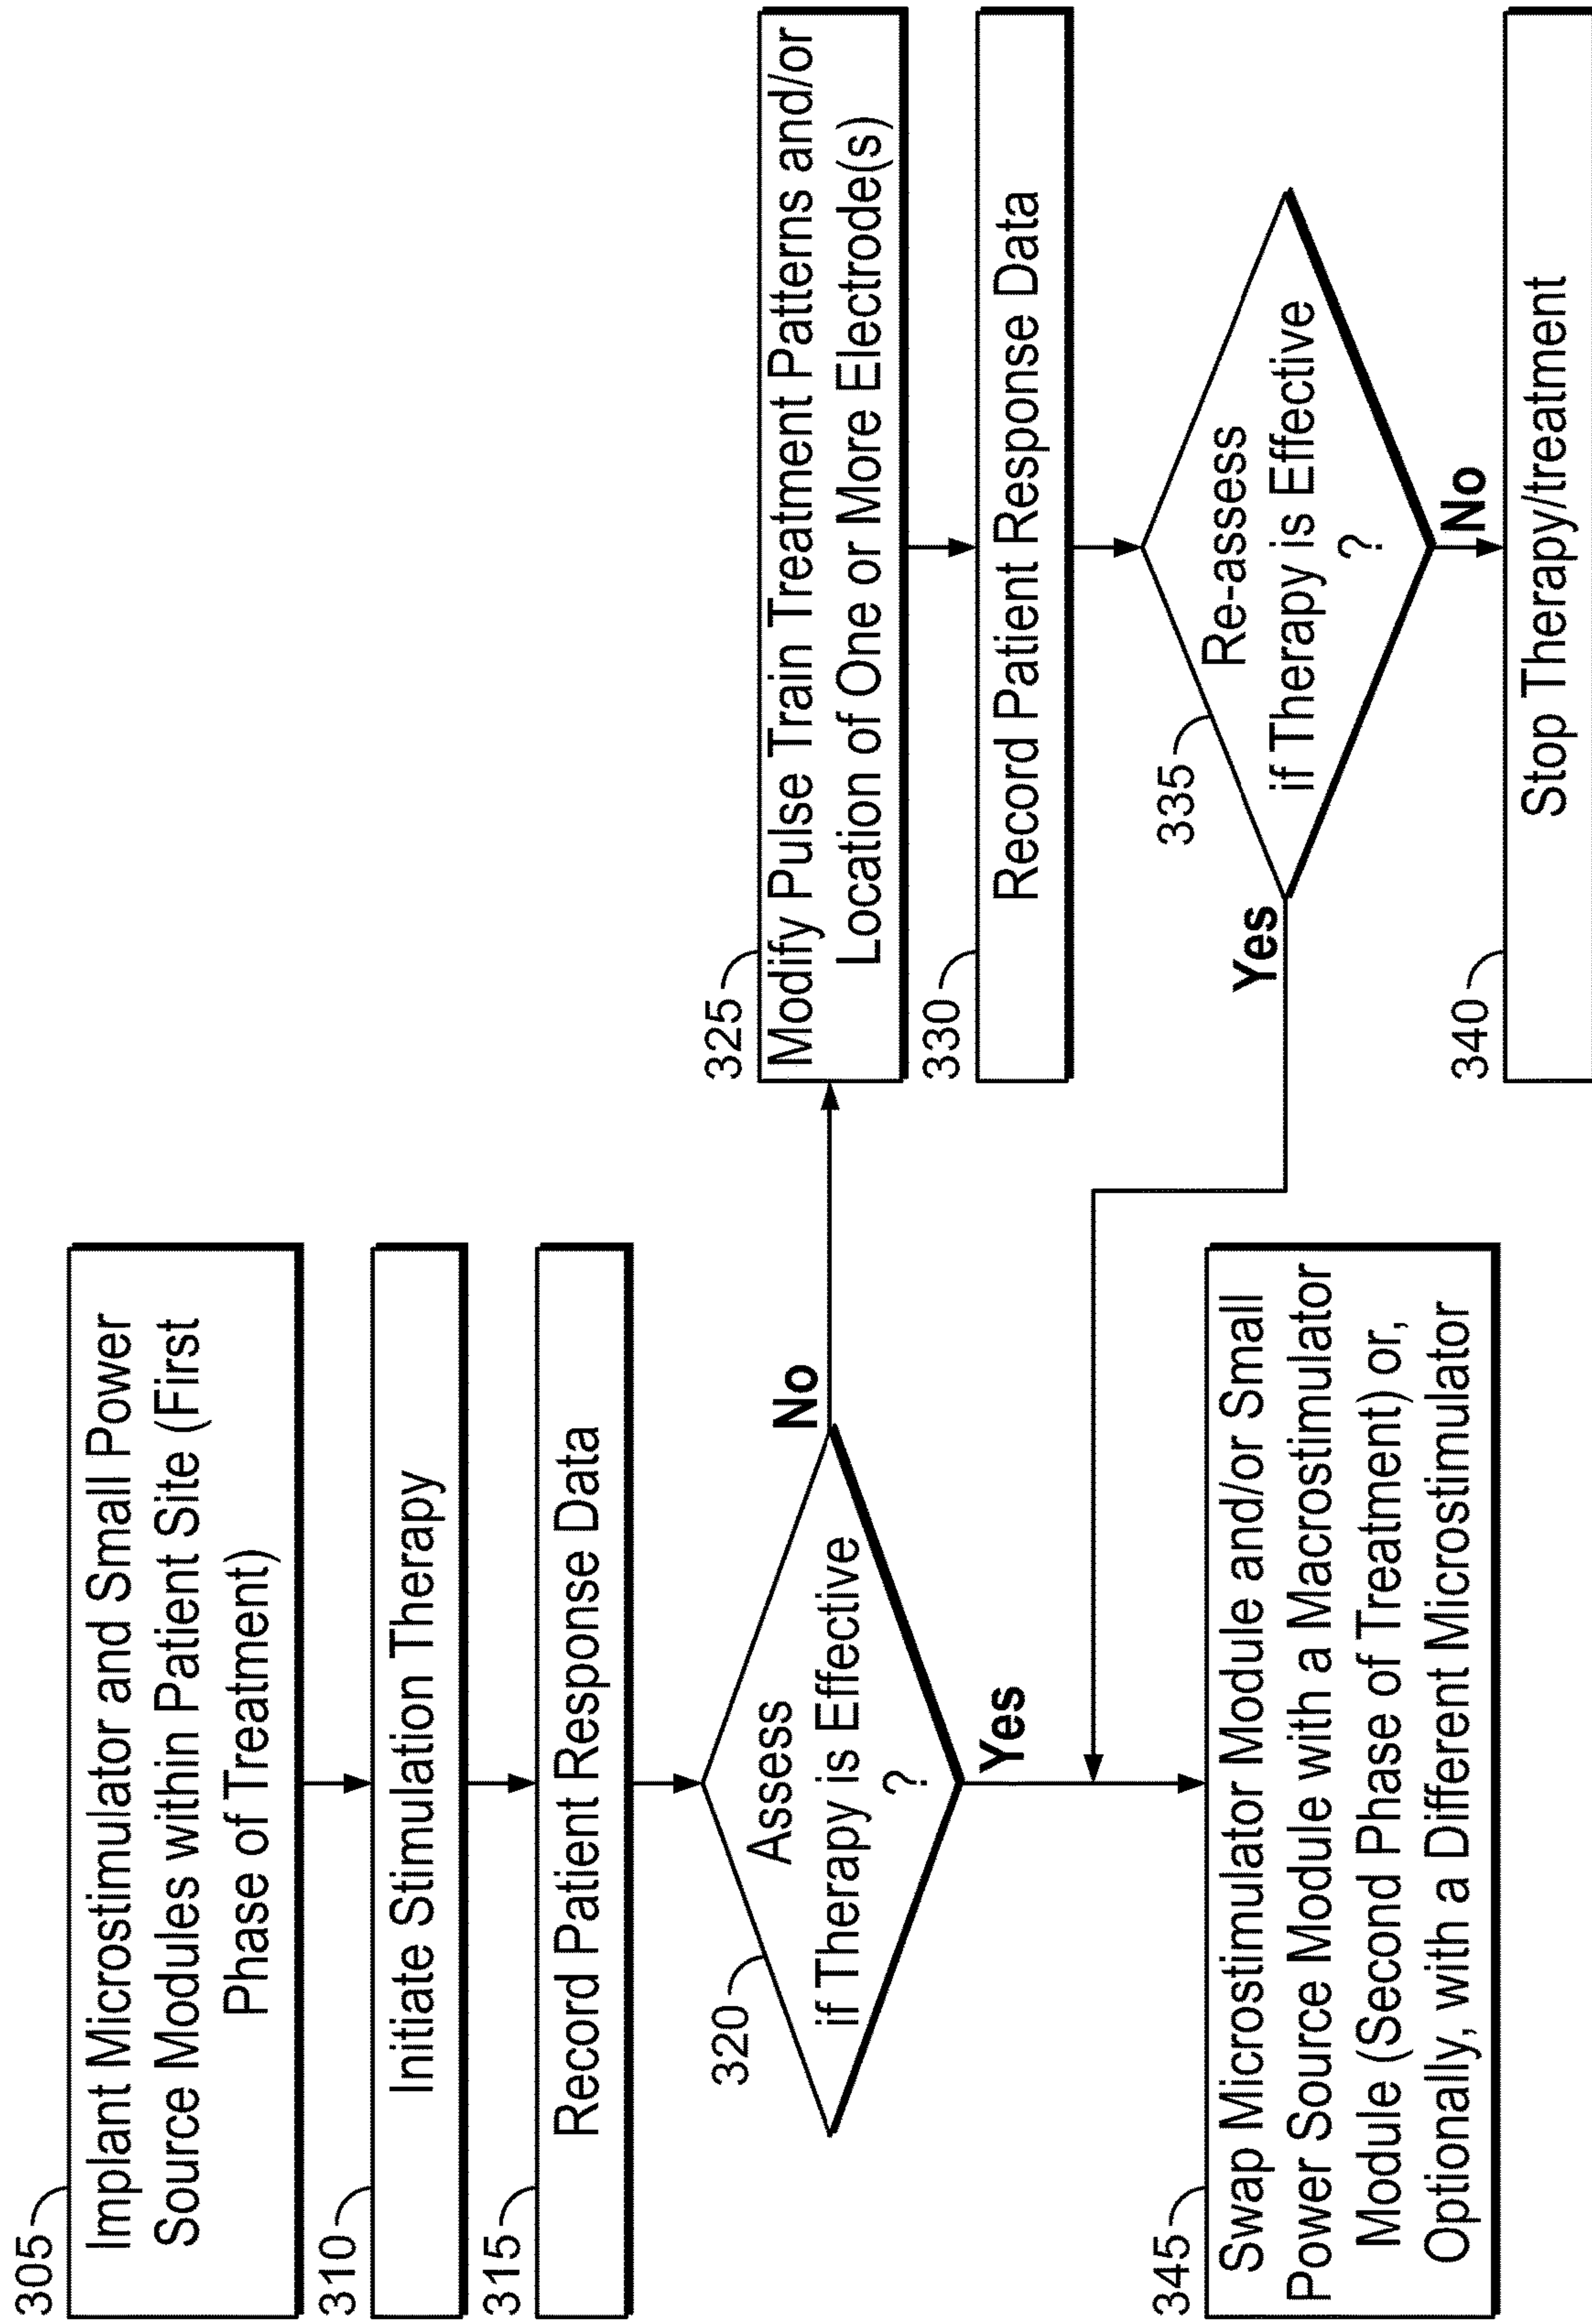 305
Implant Microstimulator and Small Power
Source Modules within Patient Site (First
Phase of Treatment)
310
Initiate Stimulation Therapy
315
Record Patient Response Data
320
Assess
if Therapy is Effective
?
No
Yes
325
Modify Pulse Train Treatment Patterns and/or
Location of One or More Electrode(s)
330
Record Patient Response Data
335
Re-assess
if Therapy is Effective
?
Yes
No
340
Stop Therapy/treatment
345
Swap Microstimulator Module and/or Small
Power Source Module with a Macrostimulator
Module (Second Phase of Treatment) or,
Optionally, with a Different Microstimulator